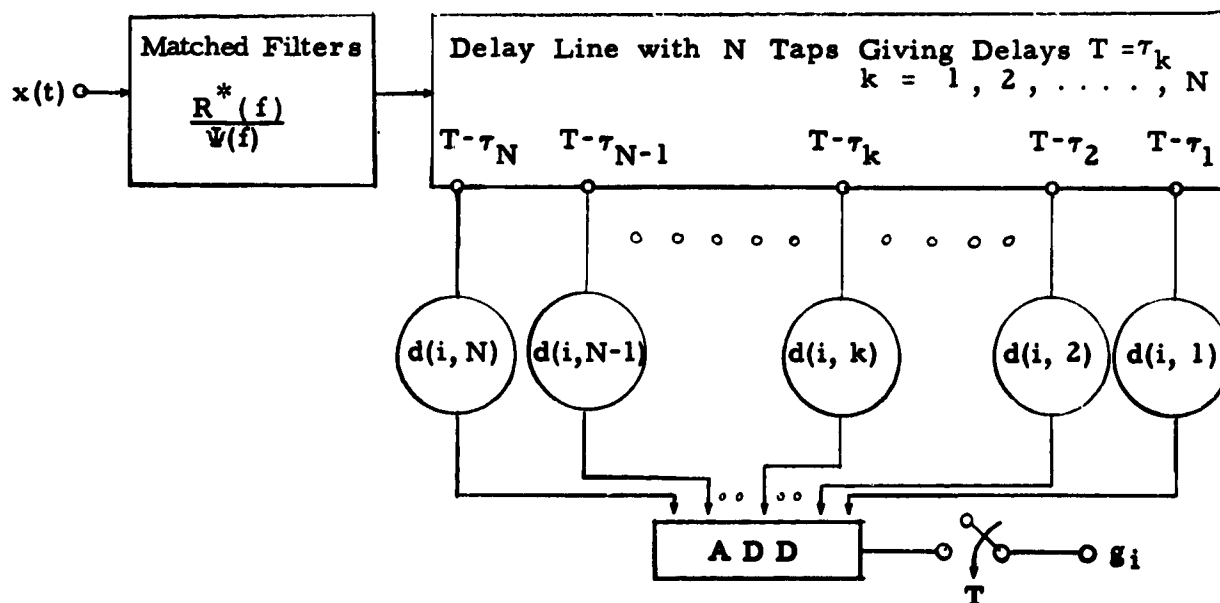 Matched Filters
Delay Line with N Taps Giving Delays T = τk
k = 1 , 2 , . . . . , N
x(t)
R*(f)
Ψ(f)
T-τN T-τN-1 T-τk T-τ2 T-τ1
d(i, N) d(i,N-1) d(i, k) d(i, 2) d(i, 1)
A D D
gi
T